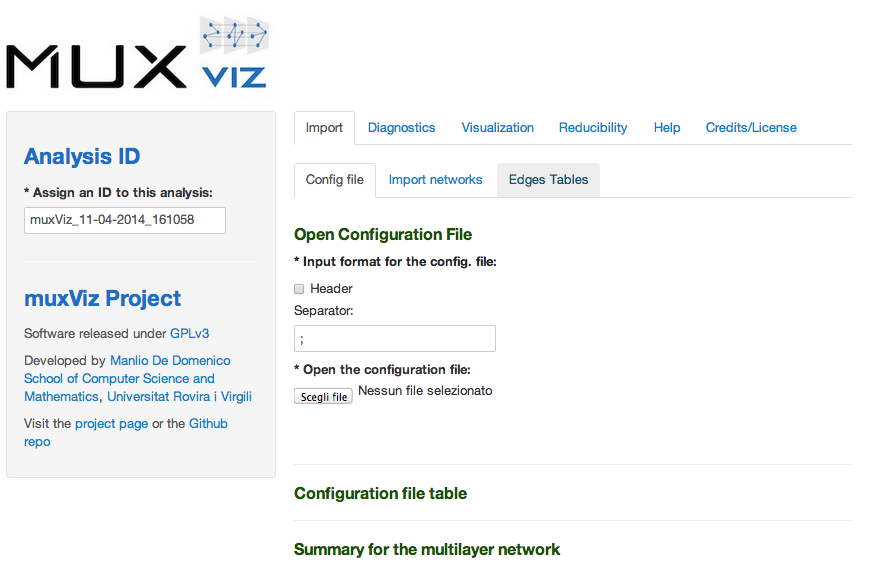 MUX
VIZ
Analysis ID
* Assign an ID to this analysis:
muxViz_11-04-2014_161058
muxViz Project
Software released under GPLv3
Developed by Manlio De Domenico
School of Computer Science and
Mathematics, Universitat Rovira i Virgili
Visit the project page or the Github
repo
Import Diagnostics Visualization Reducibility Help Credits/License
Config file Import networks Edges Tables
Open Configuration File
* Input format for the config. file:
Header
Separator:
;
* Open the configuration file:
Scegli file Nessun file selezionato
Configuration file table
Summary for the multilayer network